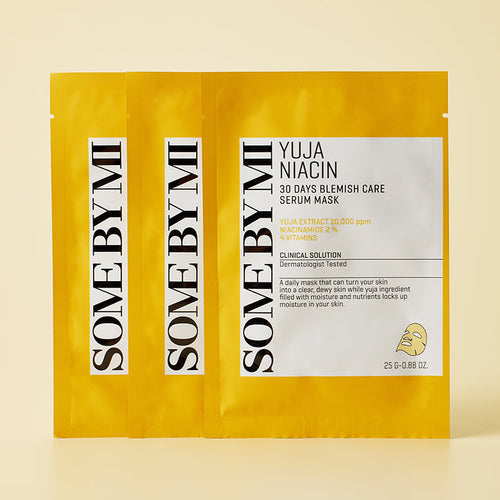 SOME BY MI
SOME BY MI
SOME BY MI
YUJA
NIACIN
30 DAYS BLEMISH CARE
SERUM MASK
YUJA EXTRACT 10,000 ppm
NIACINAMIDE 2 %
4 VITAMINS
CLINICAL SOLUTION
Dermatologist Tested
A daily mask that can turn your skin
into a clear, dewy skin while yuja ingredient
filled with moisture and nutrients locks up
moisture in your skin.
25 G-0.88 OZ.